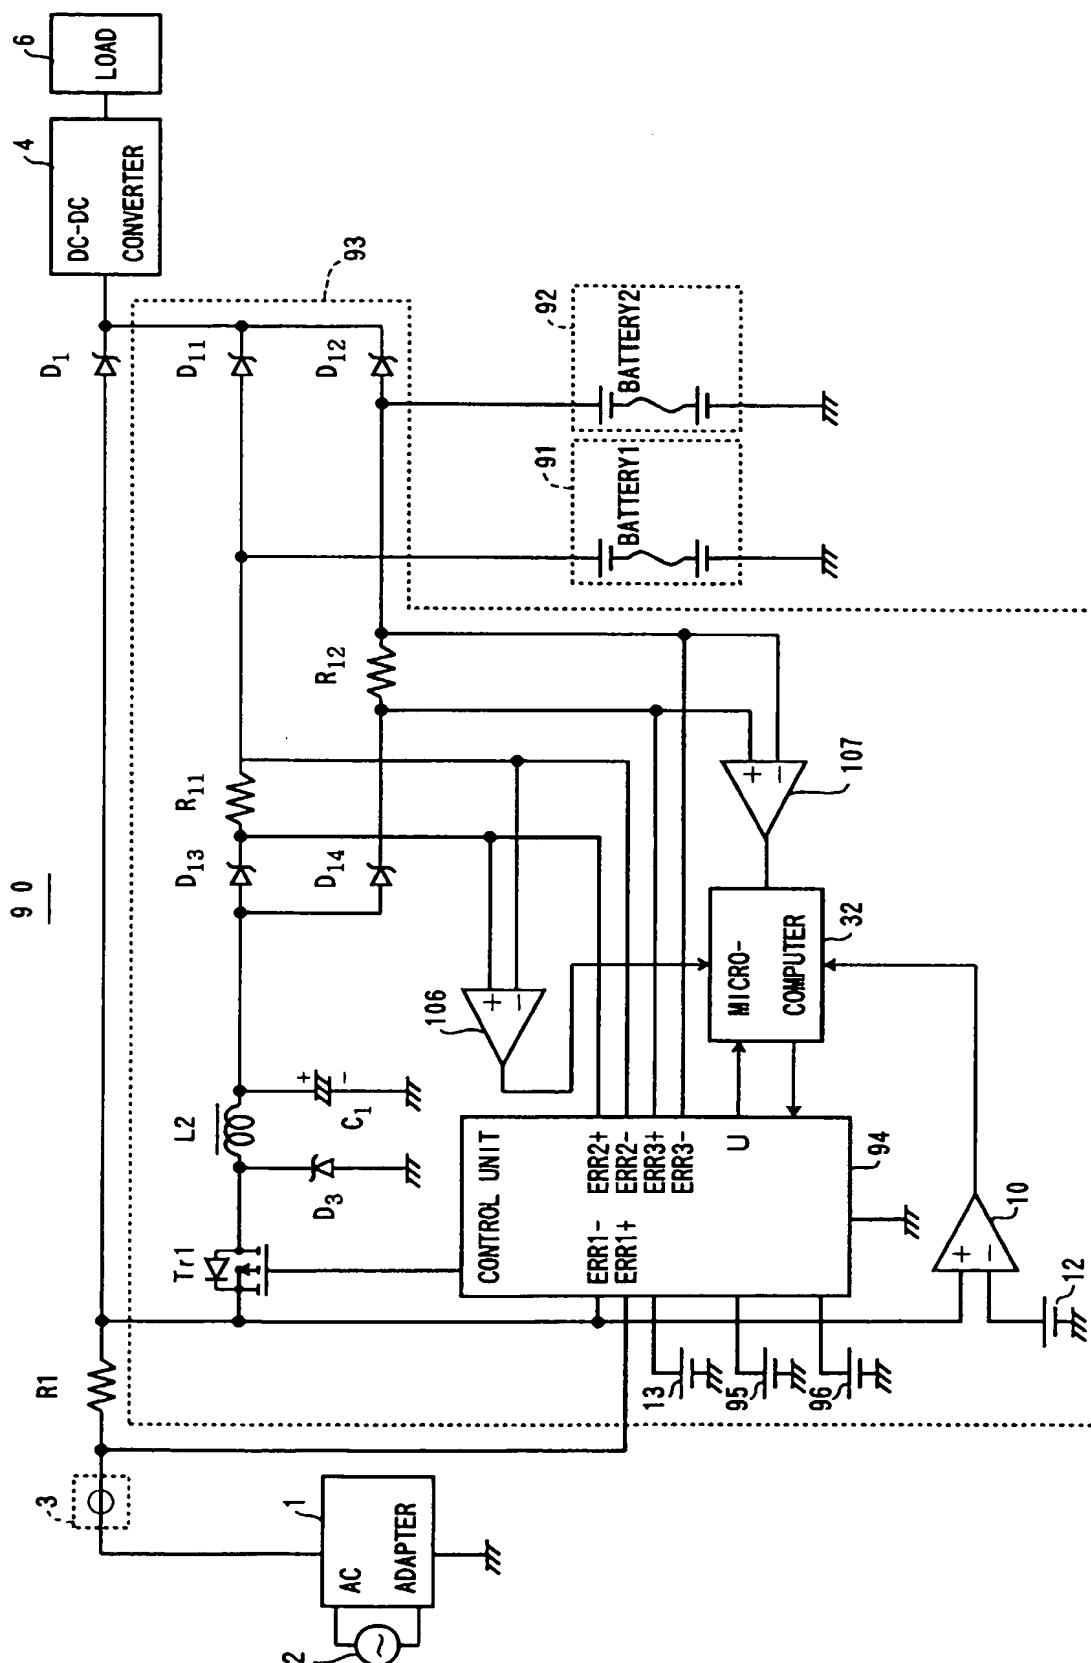 9 0
2
AC
ADAPTER
1
3
R1
Tr1
D3
L2
C1
+
-
D13
R11
D14
R12
D1
D11
D12
93
DC-DC
CONVERTER
4
LOAD
6
CONTROL UNIT
ERR1-
ERR1+
ERR2+
ERR2-
ERR3+
ERR3-
U
94
13
95
96
106
+
-
MICRO-
COMPUTER
32
107
+
-
10
+
-
12
91
BATTERY1
92
BATTERY2